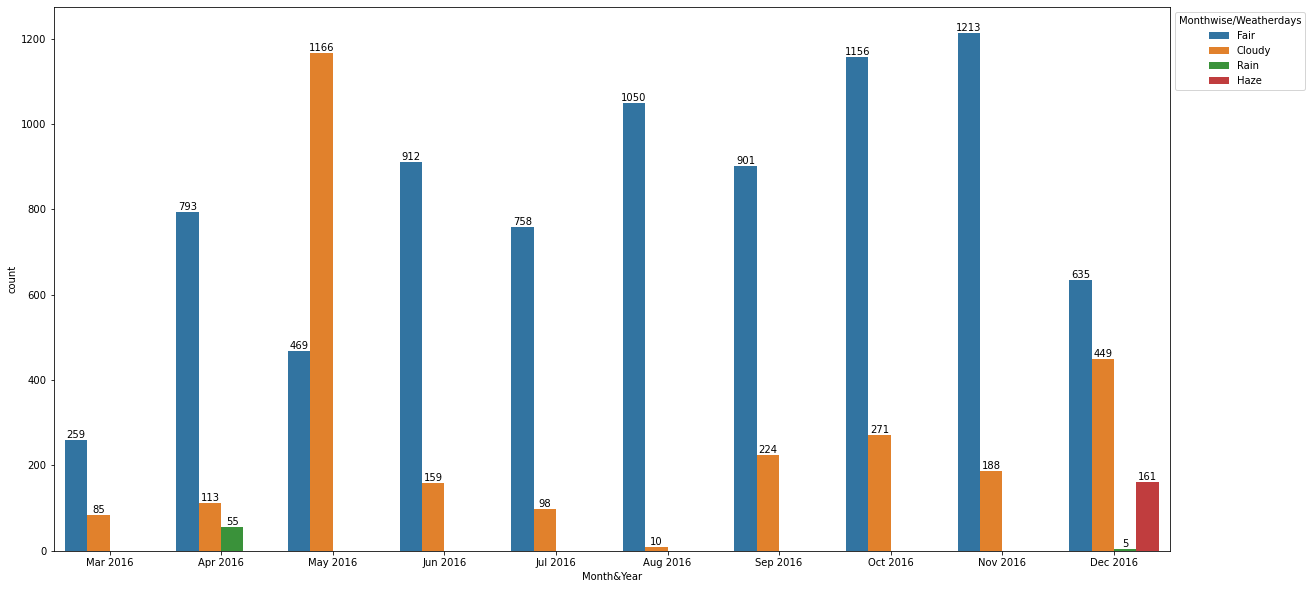 Monthwise/Weatherdays
Fair
Cloudy
Rain
Haze
count
1200
1000
800
600
400
200
0
259
85
793
113
55
469
1166
912
159
758
98
1050
10
901
224
1156
271
1213
188
635
449
5
161
Mar 2016
Apr 2016
May 2016
Jun 2016
Jul 2016
Aug 2016
Sep 2016
Oct 2016
Nov 2016
Dec 2016
Month&Year